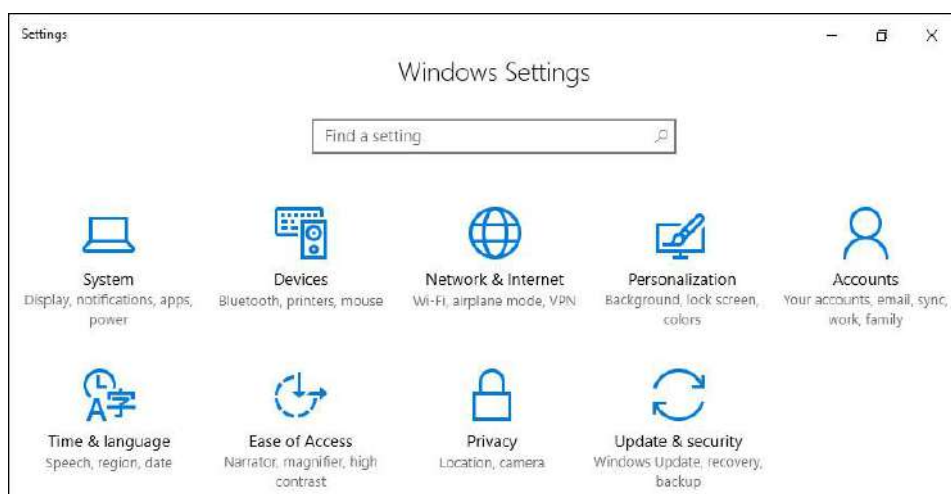 Settings
Windows Settings
Find a setting
System
Display, notifications, apps,
power
Devices
Bluetooth, printers, mouse
Network & Internet
Wi-Fi, airplane mode, VPN
Personalization
Background, lock screen,
colors
Accounts
Your accounts, email, sync,
work, family
A字
Time & language
Speech, region, date
Ease of Access
Narrator, magnifier, high
contrast
Privacy
Location, camera
Update & security
Windows Update, recovery,
backup